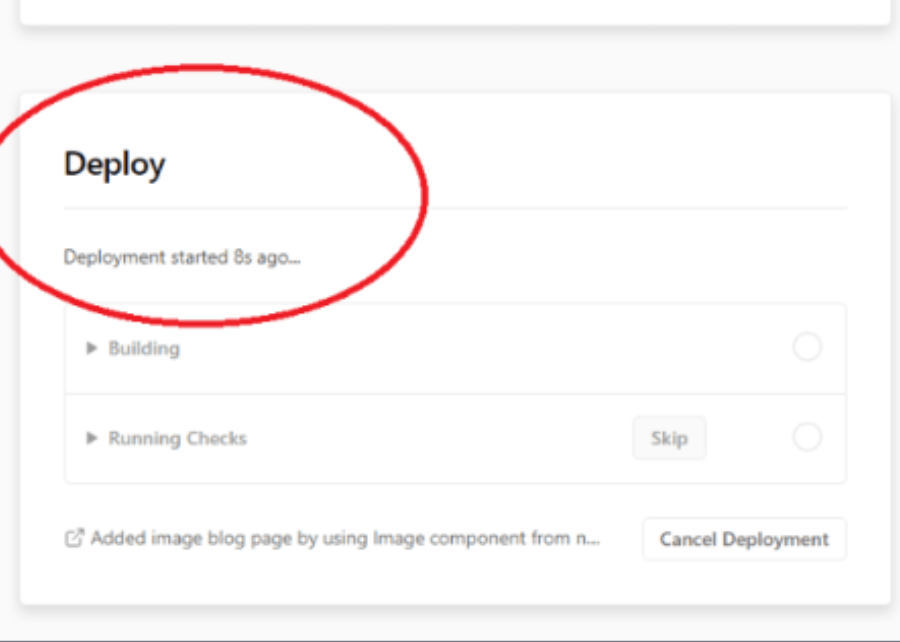 Deploy
Deployment started 8s ago...
Building
Running Checks Skip
Added image blog page by using Image component from n... Cancel Deployment